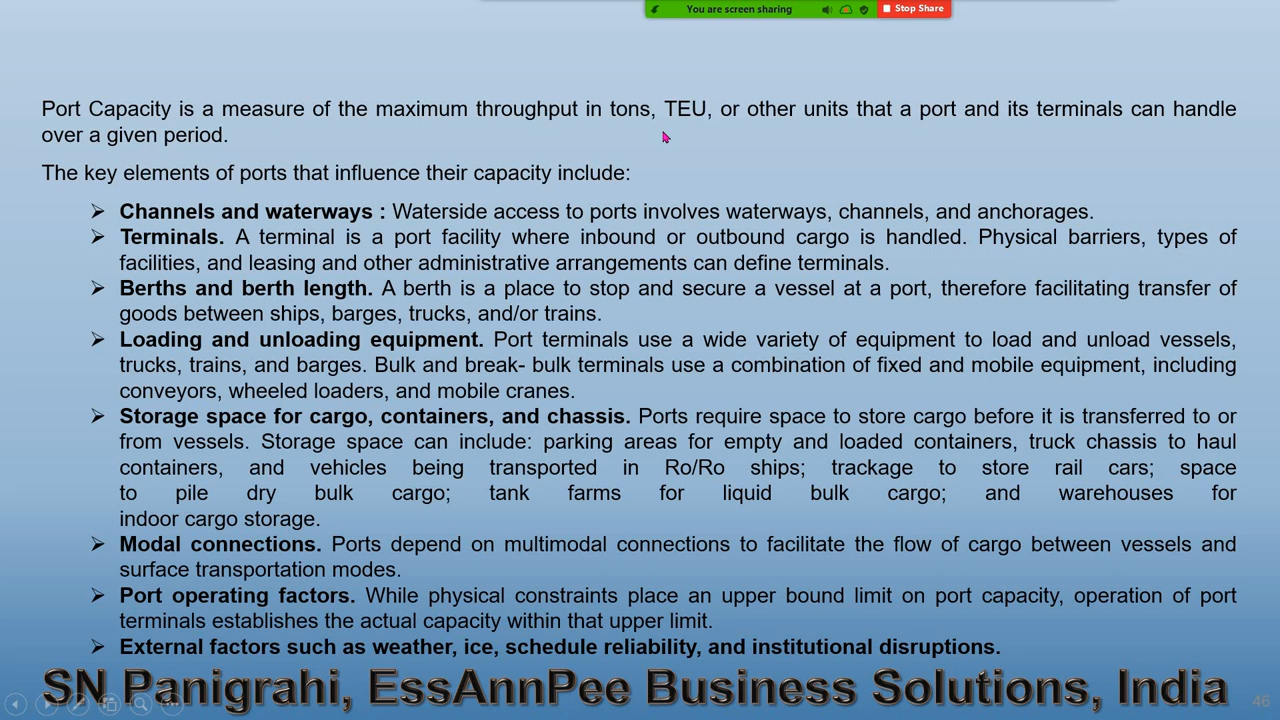 You are screen sharing
Stop Share
Port Capacity is a measure of the maximum throughput in tons, TEU, or other units that a port and its terminals can handle
over a given period.
The key elements of ports that influence their capacity include:
➢ Channels and waterways : Waterside access to ports involves waterways, channels, and anchorages.
➢ Terminals. A terminal is a port facility where inbound or outbound cargo is handled. Physical barriers, types of
facilities, and leasing and other administrative arrangements can define terminals.
➢ Berths and berth length. A berth is a place to stop and secure a vessel at a port, therefore facilitating transfer of
goods between ships, barges, trucks, and/or trains.
➢ Loading and unloading equipment. Port terminals use a wide variety of equipment to load and unload vessels,
trucks, trains, and barges. Bulk and break- bulk terminals use a combination of fixed and mobile equipment, including
conveyors, wheeled loaders, and mobile cranes.
➢ Storage space for cargo, containers, and chassis. Ports require space to store cargo before it is transferred to or
from vessels. Storage space can include: parking areas for empty and loaded containers, truck chassis to haul
containers, and vehicles being transported in Ro/Ro ships; trackage to store rail cars; space
to pile dry bulk cargo; tank farms for liquid bulk cargo; and warehouses for
indoor cargo storage.
➢ Modal connections. Ports depend on multimodal connections to facilitate the flow of cargo between vessels and
surface transportation modes.
➢ Port operating factors. While physical constraints place an upper bound limit on port capacity, operation of port
terminals establishes the actual capacity within that upper limit.
➢ External factors such as weather, ice, schedule reliability, and institutional disruptions.
SN Panigrahi, EssAnnPee Business Solutions, India
46